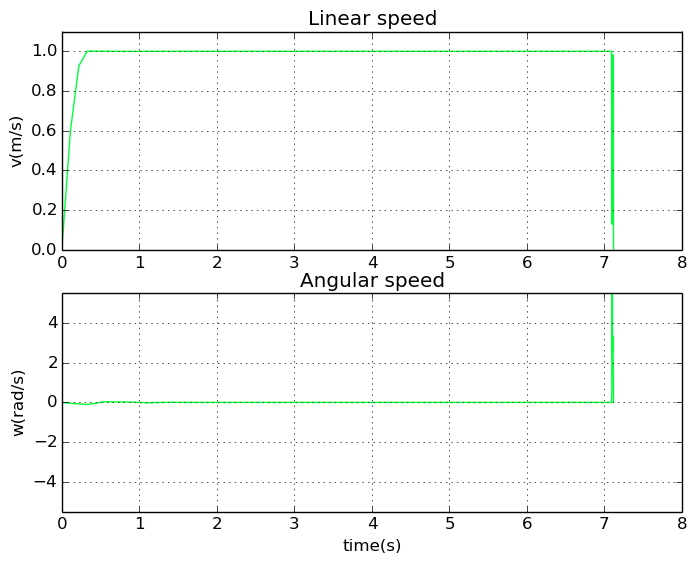 Linear speed
1.0
0.8
0.6
0.4
0.2
0.0
v(m/s)
0 1 2 3 4 5 6 7 8
Angular speed
4
2
0
−2
−4
w(rad/s)
0 1 2 3 4 5 6 7 8
time(s)